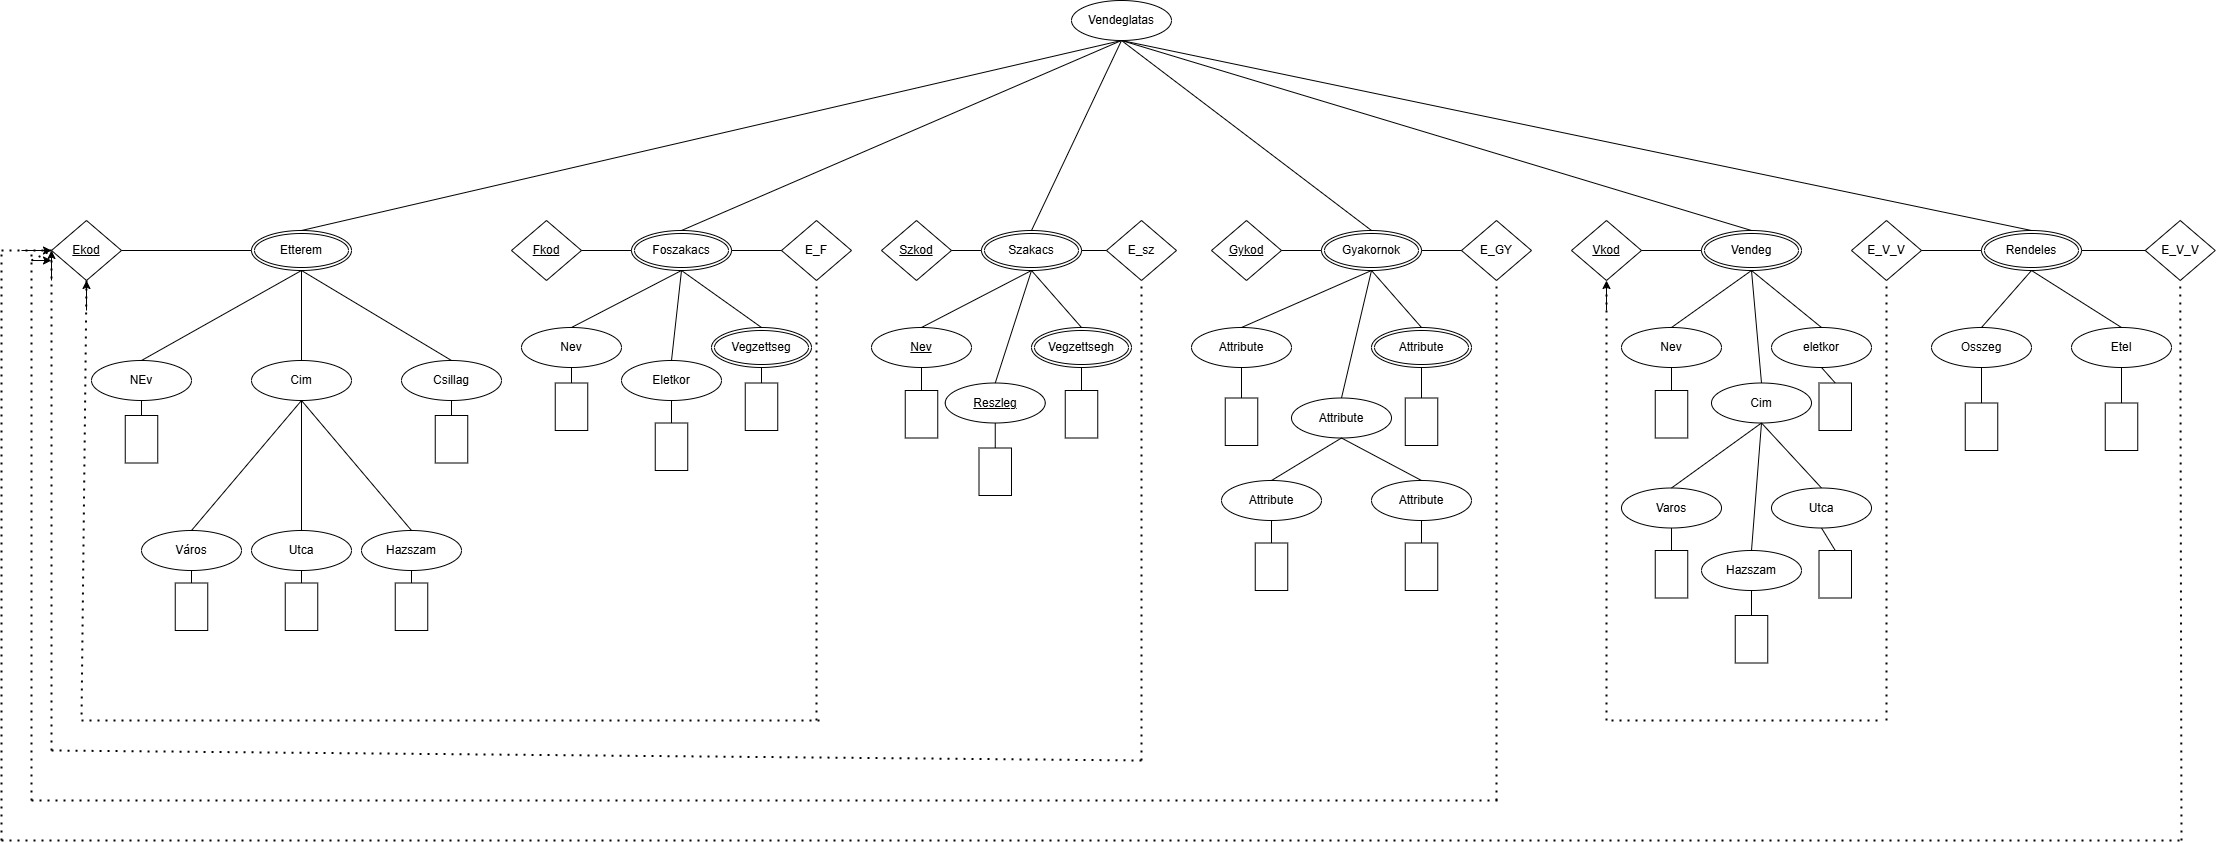 Vendeglatas
Ekod
Etterem
Fkod
Foszakacs
E_F
Szkod
Szakacs
E_sz
Gykod
Gyakornok
E_GY
Vkod
Vendeg
E_V_V
Rendeles
E_V_V
NEv
Cim
Csillag
Nev
Eletkor
Vegzettseg
Nev
Reszleg
Vegzettsegh
Attribute
Attribute
Attribute
Nev
Cim
eletkor
Osszeg
Etel
Város
Utca
Hazszam
Attribute
Attribute
Varos
Hazszam
Utca